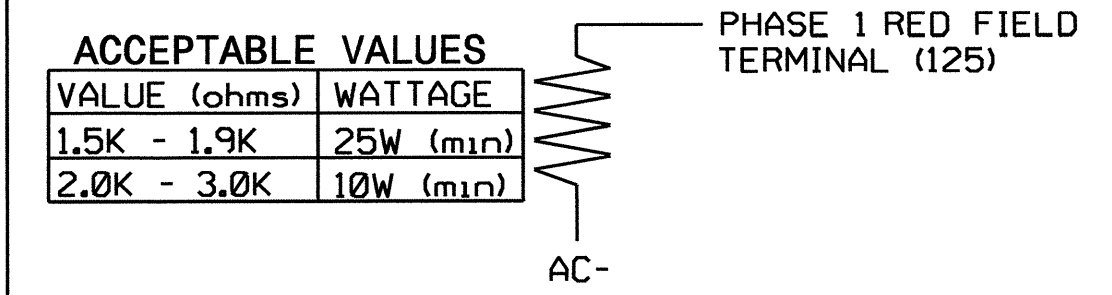 ACCEPTABLE VALUES
VALUE (ohms) WATTAGE
1.5K - 1.9K 25W (min)
2.0K - 3.0K 10W (min)
PHASE 1 RED FIELD
TERMINAL (125)
AC-